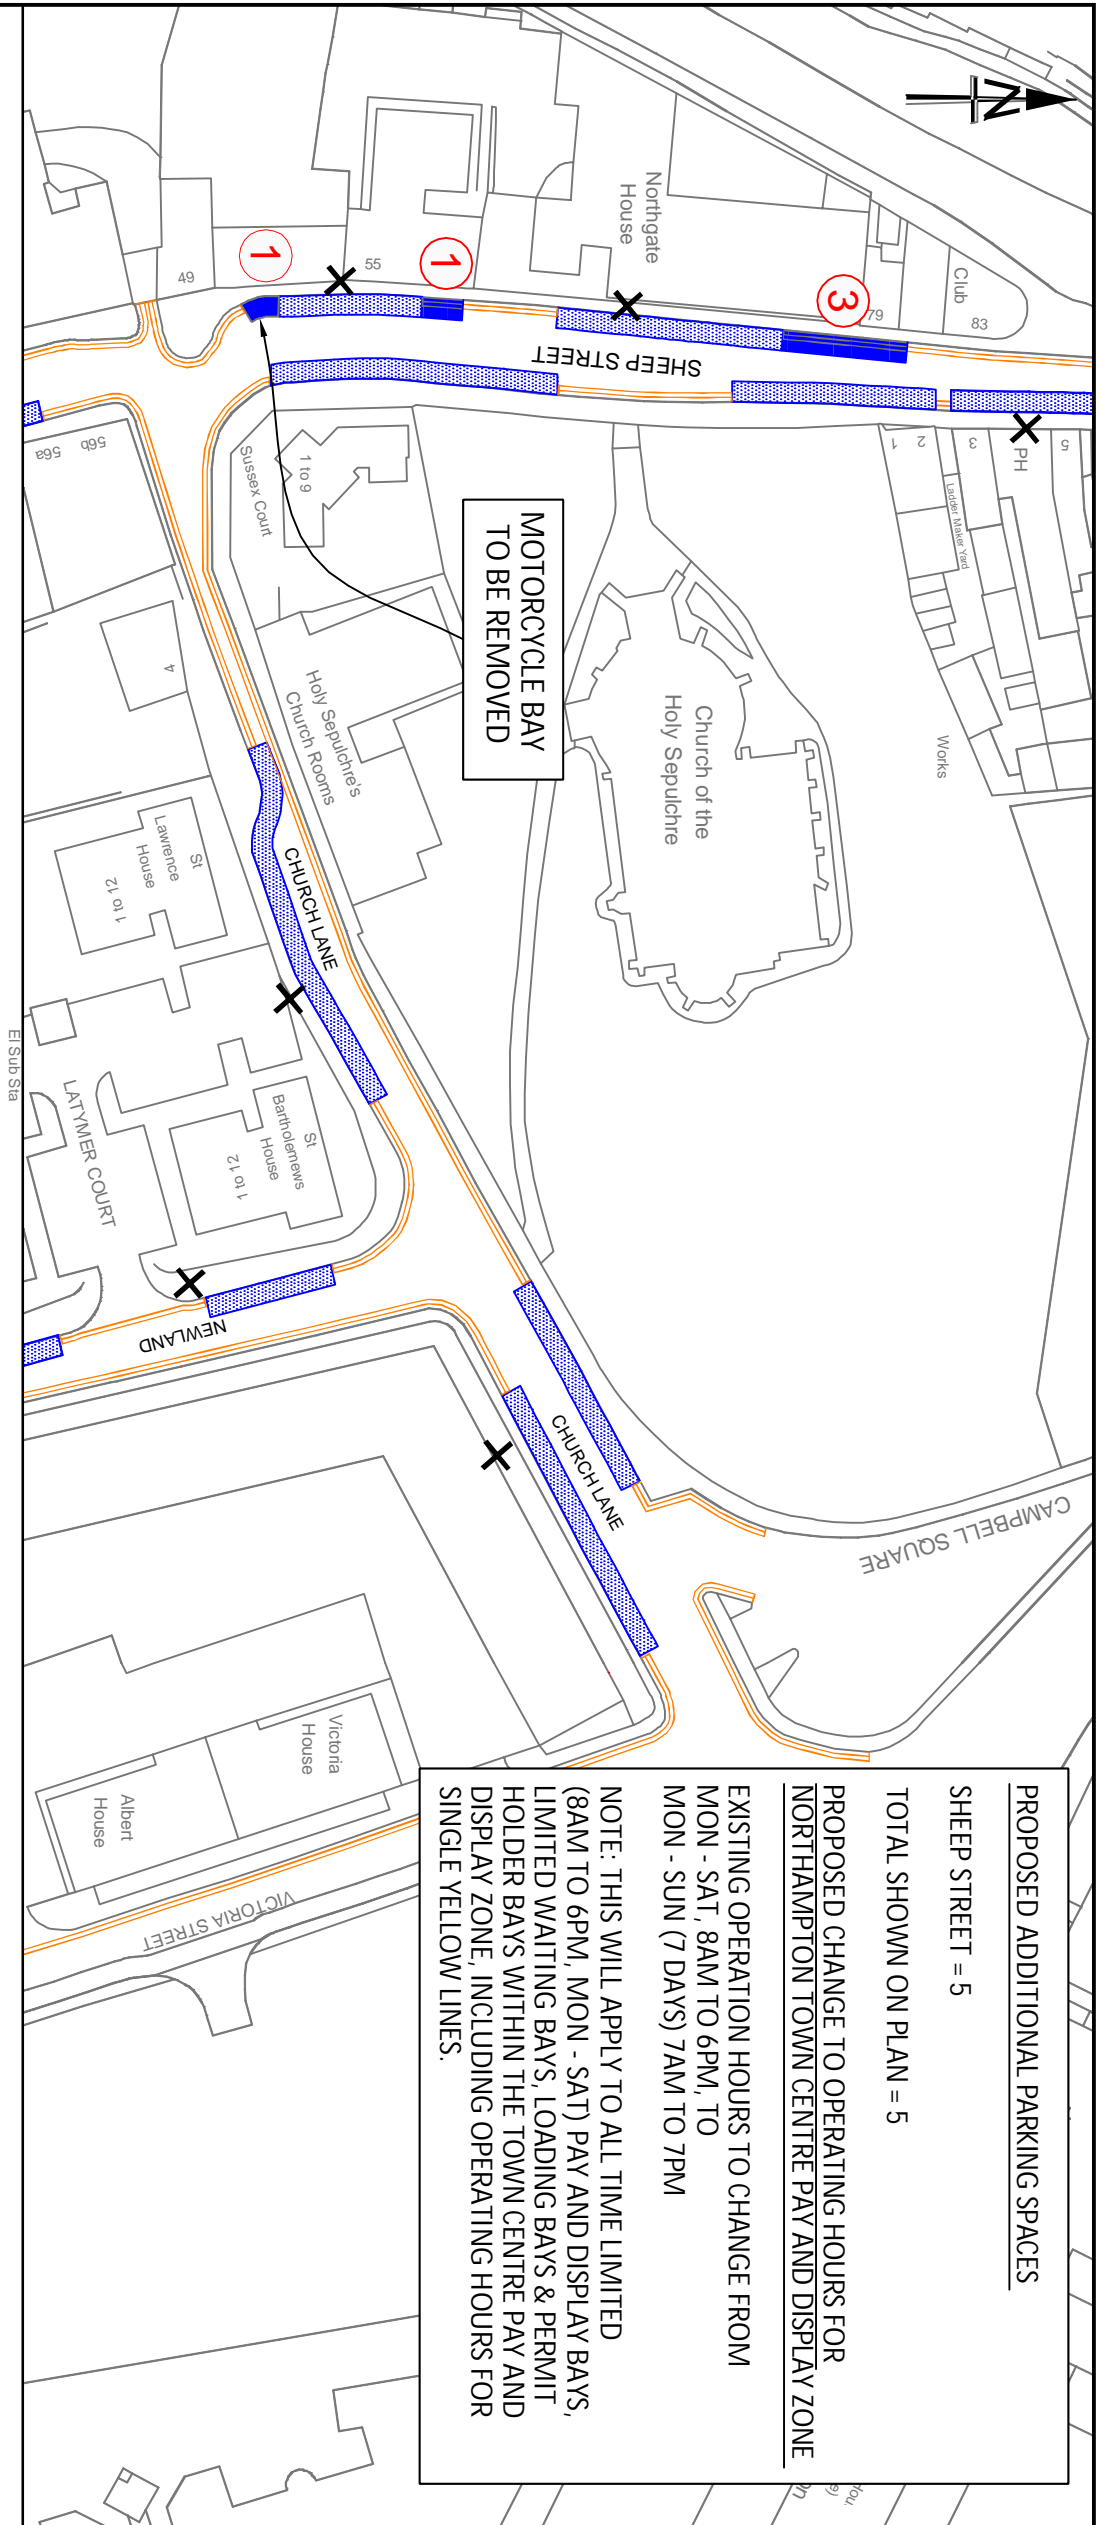 N
Northgate
House
Club
83
79
3
1
55
1
49
SHEEP STREET
56a
56b
Sussex Court
1 to 9
1
2
3
PH
5
Ladder Maker Yard
Works
MOTORCYCLE BAY
TO BE REMOVED
Church of the
Holy Sepulchre
Holy Sepulchre's
Church Rooms
4
St
Lawrence
House
1 to 12
CHURCH LANE
El Sub Sta
LATYMER COURT
St
Bartholemews
House
1 to 12
NEWLAND
CHURCH LANE
CAMPBELL SQUARE
Victoria
House
Albert
House
VICTORIA STREET
PROPOSED ADDITIONAL PARKING SPACES
SHEEP STREET = 5
TOTAL SHOWN ON PLAN = 5
PROPOSED CHANGE TO OPERATING HOURS FOR
NORTHAMPTON TOWN CENTRE PAY AND DISPLAY ZONE
EXISTING OPERATION HOURS TO CHANGE FROM
MON - SAT, 8AM TO 6PM, TO
MON - SUN (7 DAYS) 7AM TO 7PM
NOTE: THIS WILL APPLY TO ALL TIME LIMITED
(8AM TO 6PM, MON - SAT) PAY AND DISPLAY BAYS,
LIMITED WAITING BAYS, LOADING BAYS & PERMIT
HOLDER BAYS WITHIN THE TOWN CENTRE PAY AND
DISPLAY ZONE, INCLUDING OPERATING HOURS FOR
SINGLE YELLOW LINES.